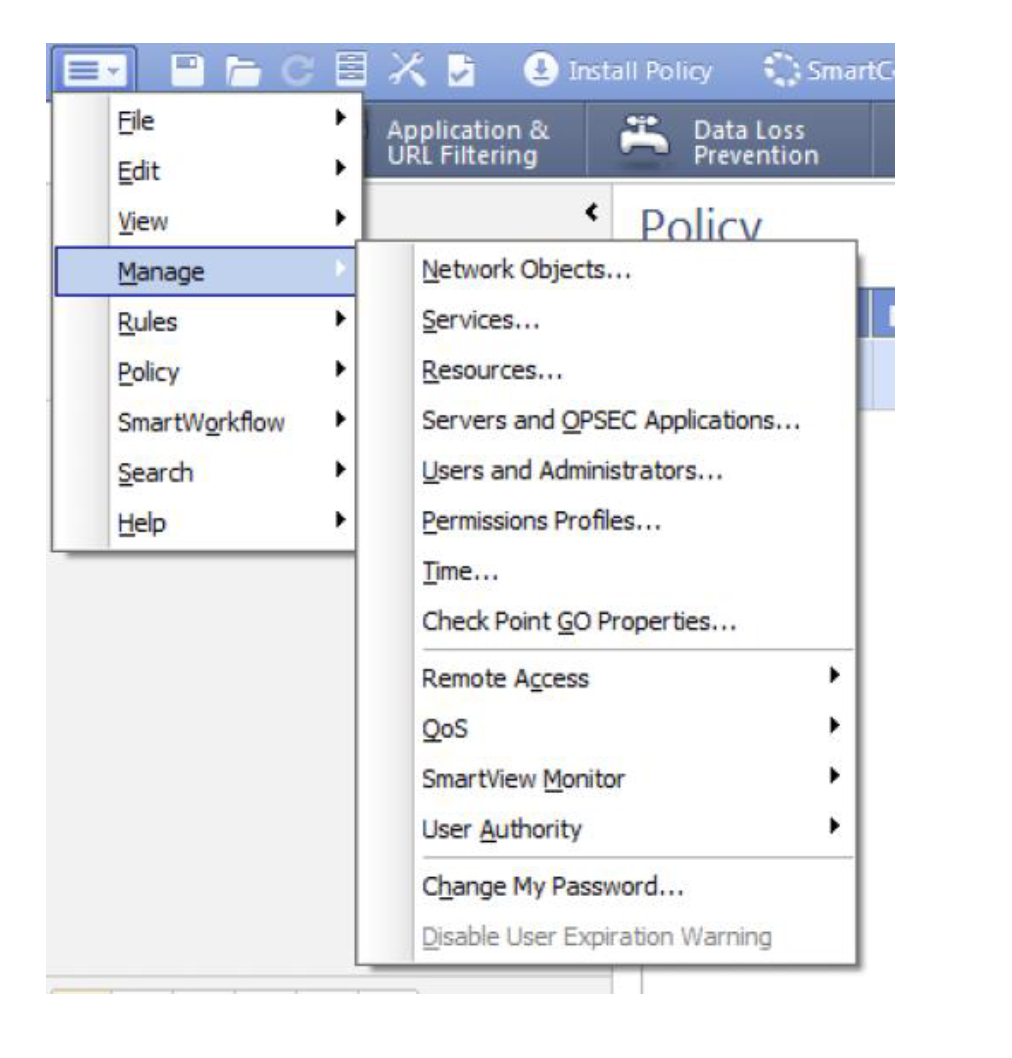 Install Policy
Application &
URL Filtering
Data Loss
Prevention
Policy
File
Edit
View
Manage
Rules
Policy
SmartWorkflow
Search
Help
Network Objects...
Services...
Resources...
Servers and OPSEC Applications...
Users and Administrators...
Permissions Profiles...
Time...
Check Point GO Properties...
Remote Access
QoS
SmartView Monitor
User Authority
Change My Password...
Disable User Expiration Warning